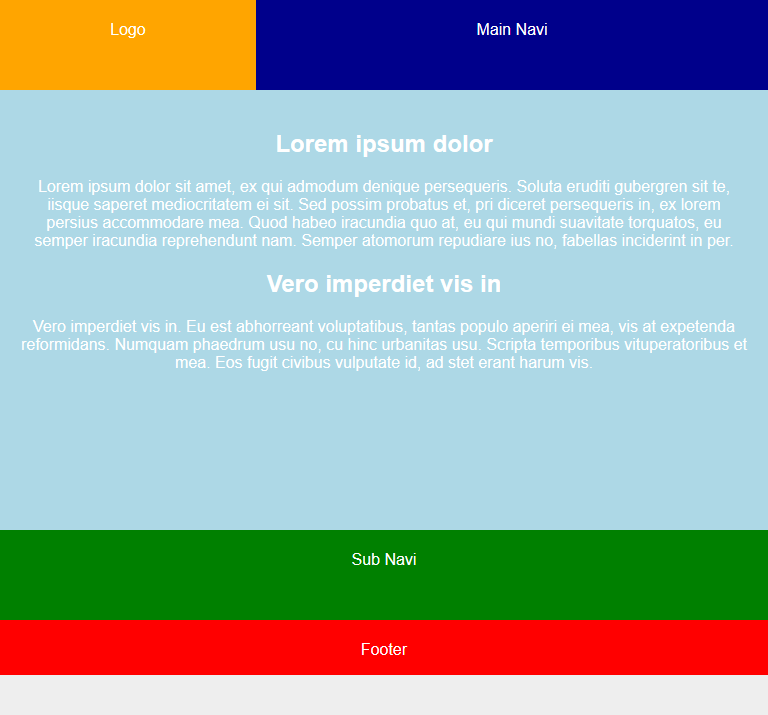 Logo
Main Navi
Lorem ipsum dolor
Lorem ipsum dolor sit amet, ex qui admodum denique persequeris. Soluta eruditi gubergren sit te,
iisque saperet mediocritatem ei sit. Sed possim probatus et, pri diceret persequeris in, ex lorem
persius accommodare mea. Quod habeo iracundia quo at, eu qui mundi suavitate torquatos, eu
semper iracundia reprehendunt nam. Semper atomorum repudiare ius no, fabellas inciderint in per.
Vero imperdiet vis in
Vero imperdiet vis in. Eu est abhorreant voluptatibus, tantas populo aperiri ei mea, vis at expetenda
reformidans. Numquam phaedrum usu no, cu hinc urbanitas usu. Scripta temporibus vituperatoribus et
mea. Eos fugit civibus vulputate id, ad stet erant harum vis.
Sub Navi
Footer